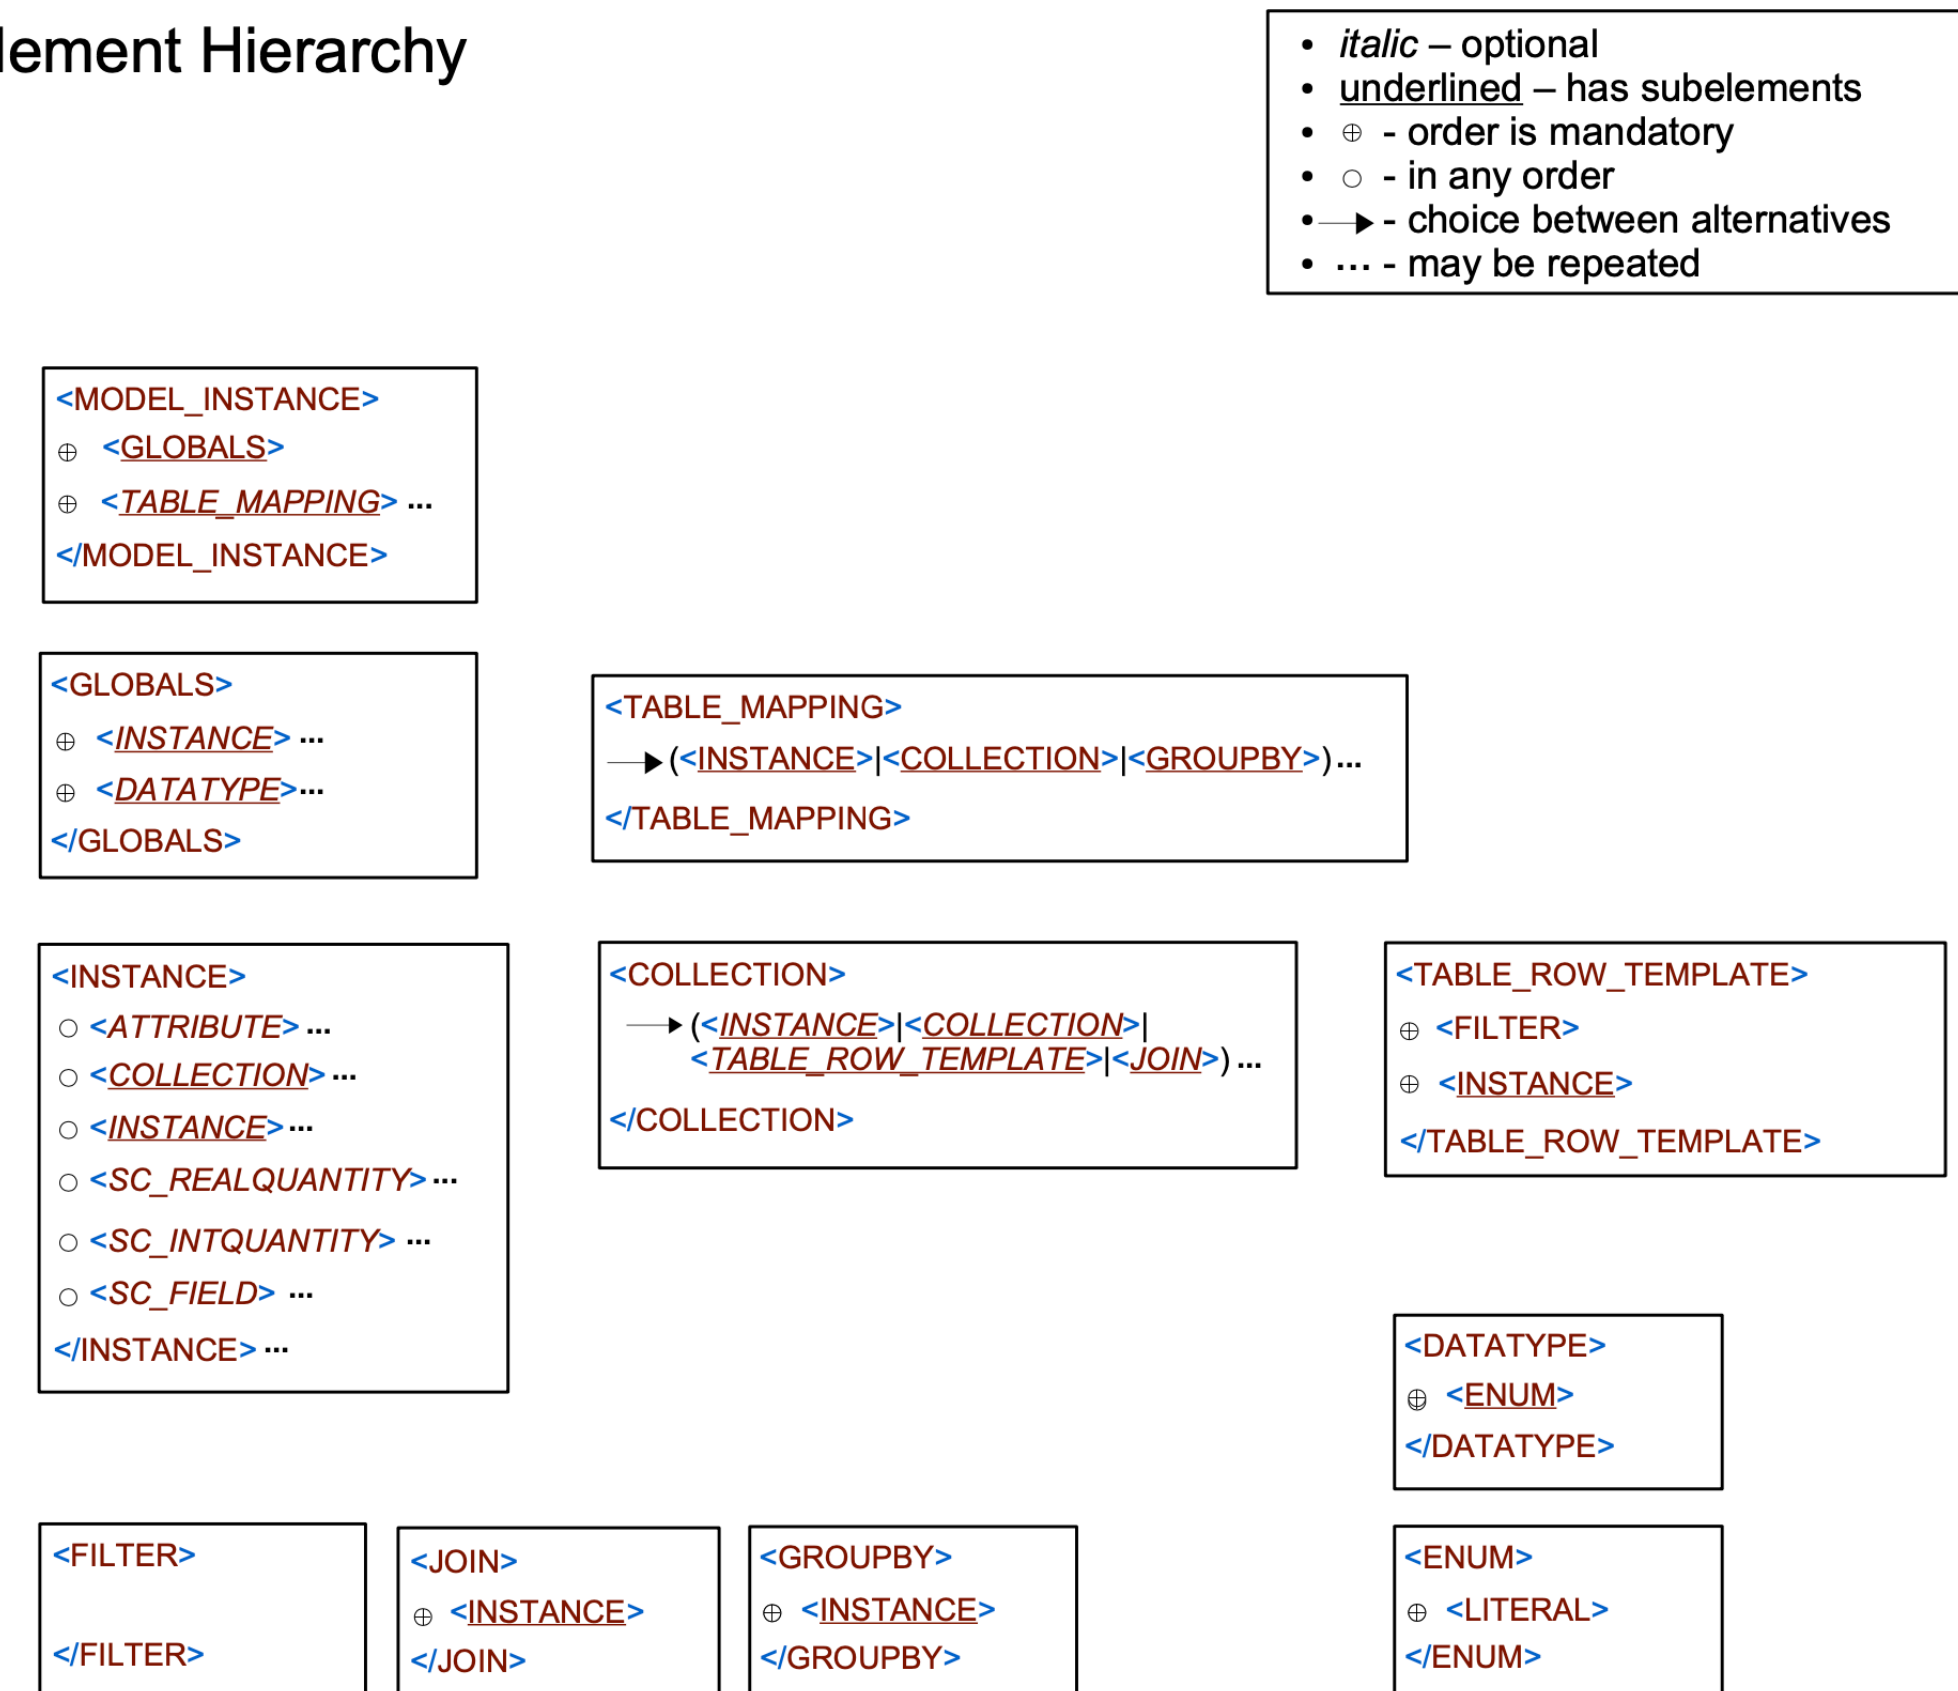 lement Hierarchy
• italic – optional
• underlined – has subelements
• ⊕ - order is mandatory
• ○ - in any order
• → - choice between alternatives
• ... - may be repeated
<MODEL_INSTANCE>
⊕ <GLOBALS>
⊕ <TABLE_MAPPING> ...
</MODEL_INSTANCE>
<GLOBALS>
⊕ <INSTANCE> ...
⊕ <DATATYPE>...
</GLOBALS>
<TABLE_MAPPING>
→ (<INSTANCE>|<COLLECTION>|<GROUPBY>)...
</TABLE_MAPPING>
<INSTANCE>
○ <ATTRIBUTE> ...
○ <COLLECTION> ...
○ <INSTANCE> ...
○ <SC_REALQUANTITY> ...
○ <SC_INTQUANTITY> ...
○ <SC_FIELD> ...
</INSTANCE> ...
<COLLECTION>
→ (<INSTANCE>|<COLLECTION>|
<TABLE_ROW_TEMPLATE>|<JOIN>) ...
</COLLECTION>
<TABLE_ROW_TEMPLATE>
⊕ <FILTER>
⊕ <INSTANCE>
</TABLE_ROW_TEMPLATE>
<DATATYPE>
⊕ <ENUM>
</DATATYPE>
<FILTER>
</FILTER>
<JOIN>
⊕ <INSTANCE>
</JOIN>
<GROUPBY>
⊕ <INSTANCE>
</GROUPBY>
<ENUM>
⊕ <LITERAL>
</ENUM>